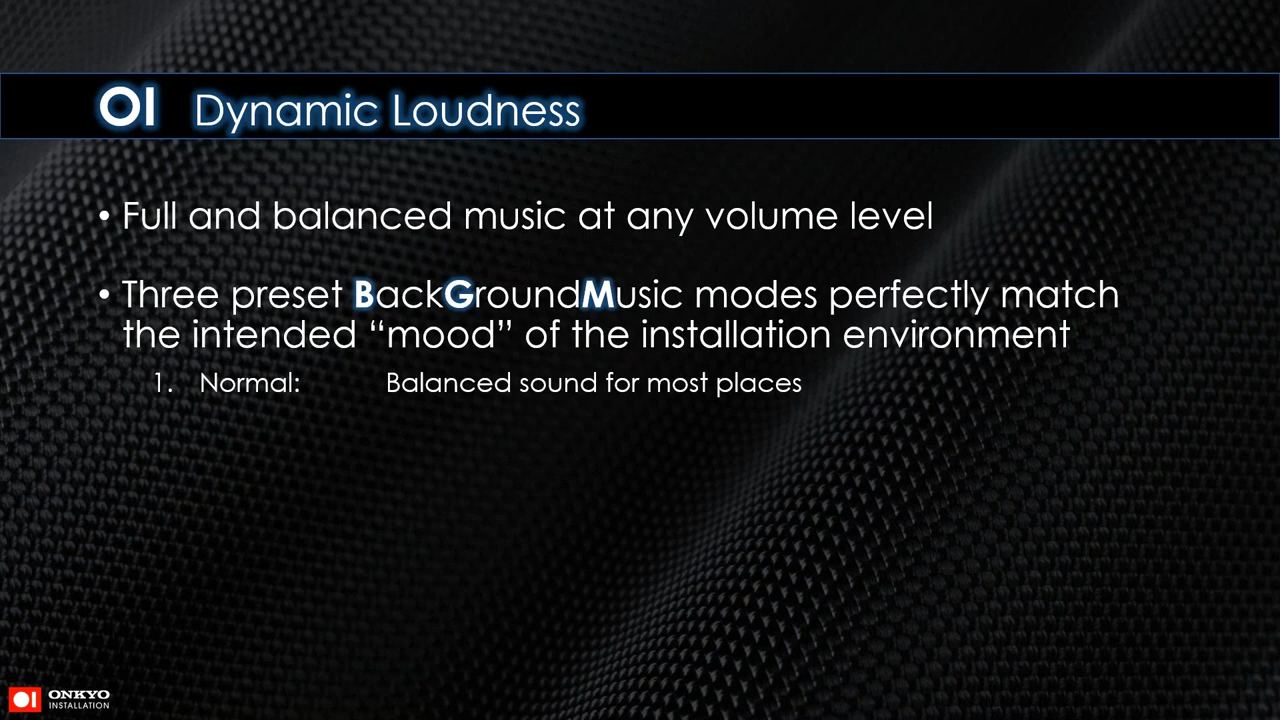 OI Dynamic Loudness
• Full and balanced music at any volume level
• Three preset BackGroundMusic modes perfectly match
the intended “mood” of the installation environment
1. Normal: Balanced sound for most places
OI ONKYO
INSTALLATION